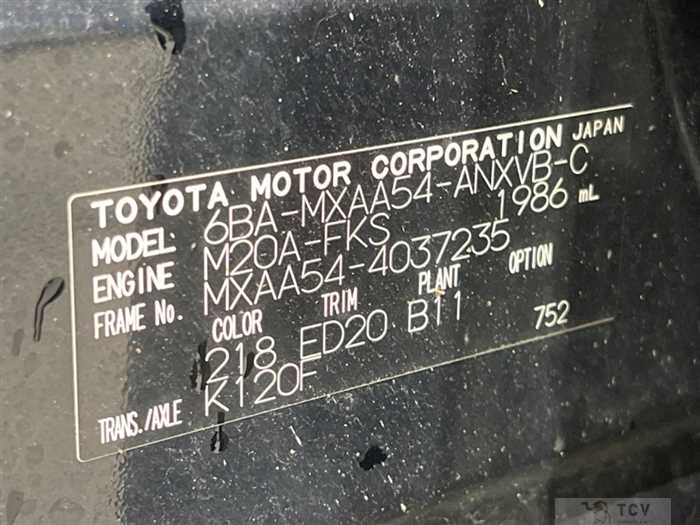 TOYOTA MOTOR CORPORATION JAPAN
MODEL 6BA-MXAA54-ANXVB-C
ENGINE M20A-FKS 1986 mL
FRAME No. MXAA54-4037235
COLOR TRIM PLANT OPTION
218 ED20 B11 752
TRANS./AXLE K120F
TCV